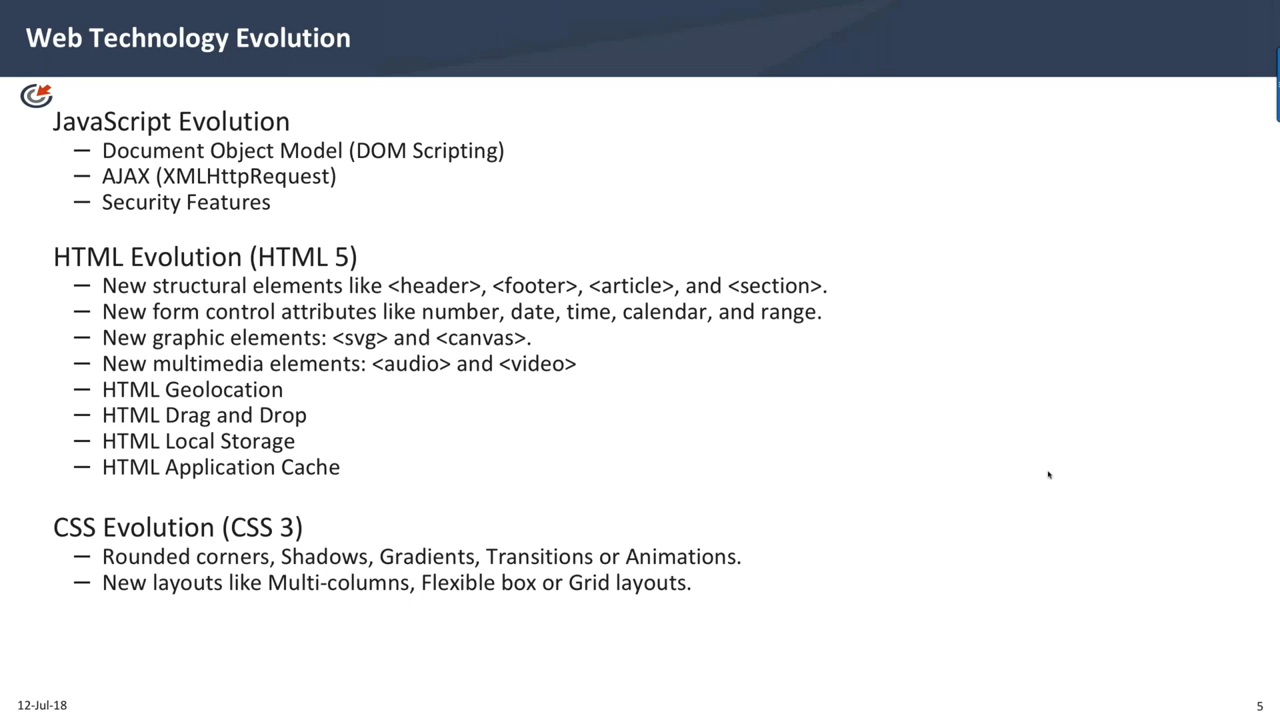 Web Technology Evolution
JavaScript Evolution
— Document Object Model (DOM Scripting)
— AJAX (XMLHttpRequest)
— Security Features
HTML Evolution (HTML 5)
— New structural elements like <header>, <footer>, <article>, and <section>.
— New form control attributes like number, date, time, calendar, and range.
— New graphic elements: <svg> and <canvas>.
— New multimedia elements: <audio> and <video>
— HTML Geolocation
— HTML Drag and Drop
— HTML Local Storage
— HTML Application Cache
CSS Evolution (CSS 3)
— Rounded corners, Shadows, Gradients, Transitions or Animations.
— New layouts like Multi-columns, Flexible box or Grid layouts.
12-Jul-18
5